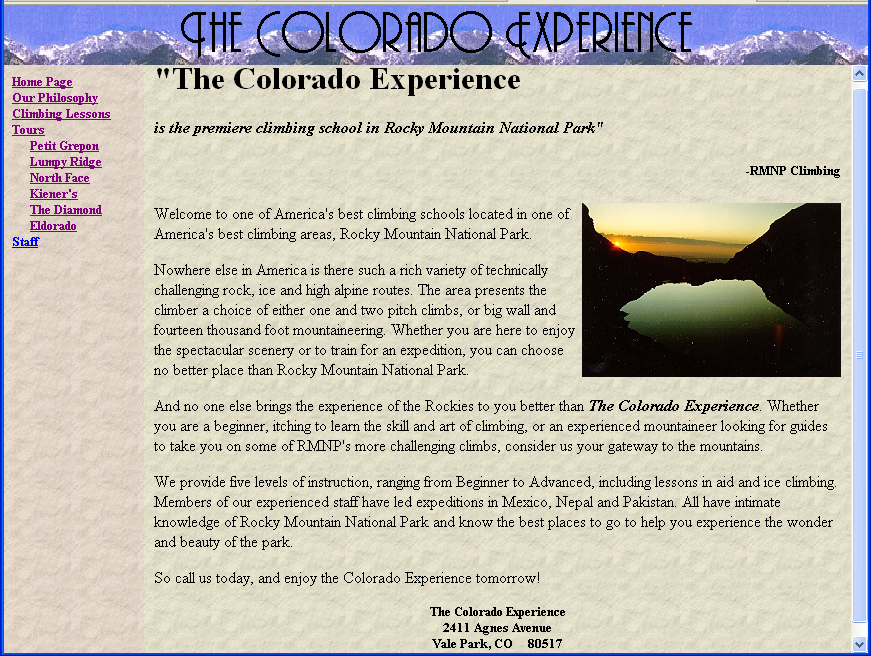 The Colorado Experience
Home Page
Our Philosophy
Climbing Lessons
Tours
Petit Grepon
Lumpy Ridge
North Face
Kiener's
The Diamond
Eldorado
Staff
"The Colorado Experience
is the premiere climbing school in Rocky Mountain National Park"
-RMNP Climbing
Welcome to one of America's best climbing schools located in one of
America's best climbing areas, Rocky Mountain National Park.
Nowhere else in America is there such a rich variety of technically
challenging rock, ice and high alpine routes. The area presents the
climber a choice of either one and two pitch climbs, or big wall and
fourteen thousand foot mountaineering. Whether you are here to enjoy
the spectacular scenery or to train for an expedition, you can choose
no better place than Rocky Mountain National Park.
And no one else brings the experience of the Rockies to you better than The Colorado Experience. Whether
you are a beginner, itching to learn the skill and art of climbing, or an experienced mountaineer looking for guides
to take you on some of RMNP's more challenging climbs, consider us your gateway to the mountains.
We provide five levels of instruction, ranging from Beginner to Advanced, including lessons in aid and ice climbing.
Members of our experienced staff have led expeditions in Mexico, Nepal and Pakistan. All have intimate
knowledge of Rocky Mountain National Park and know the best places to go to help you experience the wonder
and beauty of the park.
So call us today, and enjoy the Colorado Experience tomorrow!
The Colorado Experience
2411 Agnes Avenue
Vale Park, CO 80517